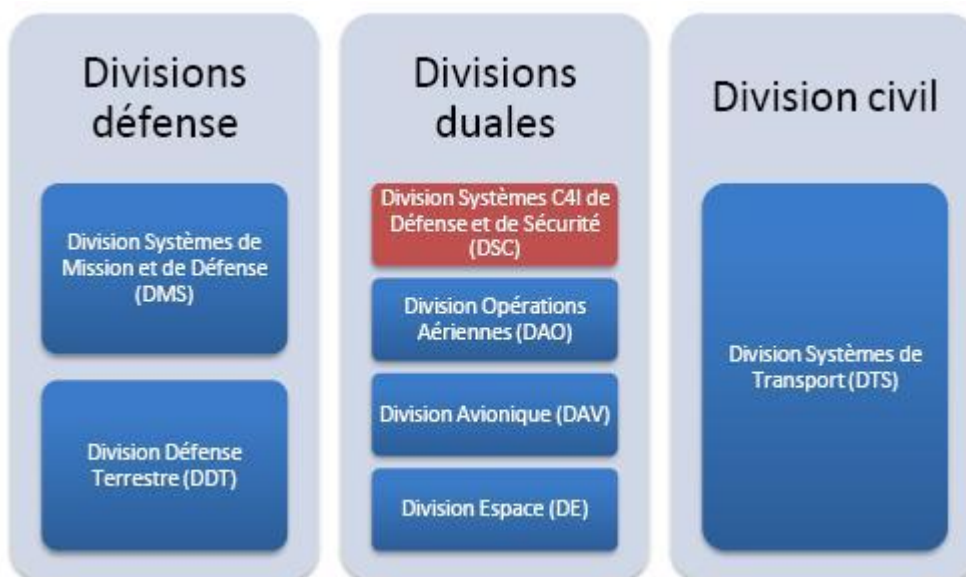 Divisions
défense
Division Systèmes de
Mission et de Défense
(DMS)
Division Défense
Terrestre (DDT)
Divisions
duales
Division Systèmes C4I de
Défense et de Sécurité
(DSC)
Division Opérations
Aériennes (DAO)
Division Avionique (DAV)
Division Espace (DE)
Division civil
Division Systèmes de
Transport (DTS)